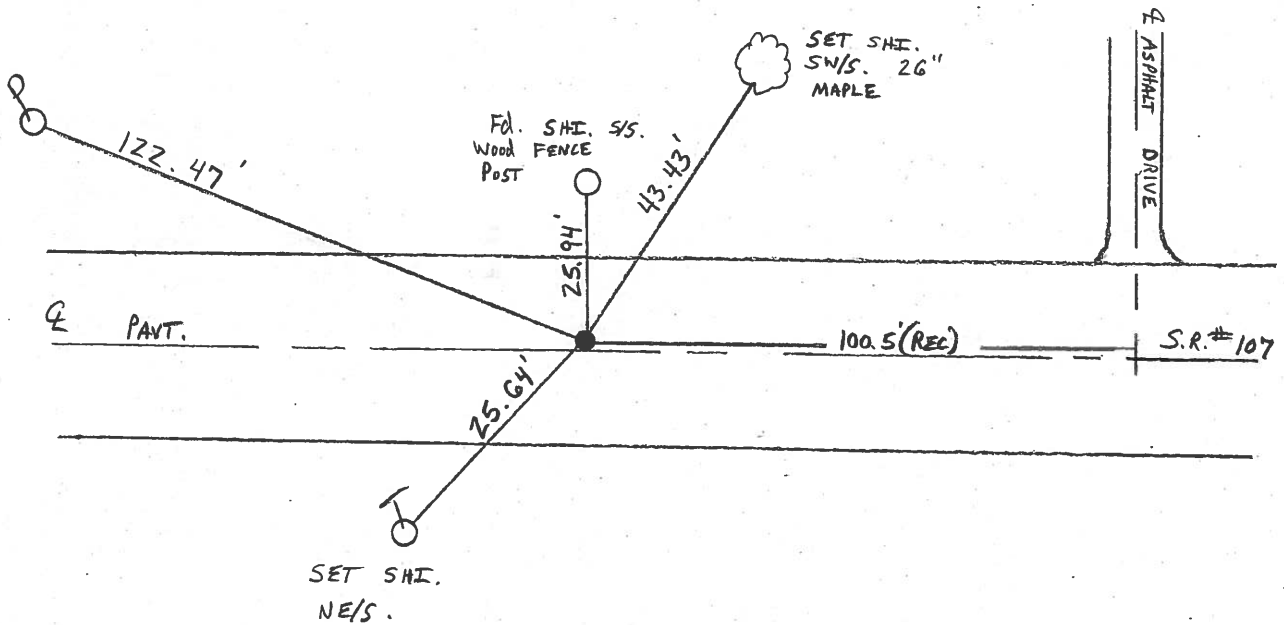 SET SHI.
SW/S. 26"
MAPLE
Fd. SHI. S/S.
Wood FENCE
POST
122.47'
25.94'
43.43'
℄ ASPHALT DRIVE
℄ PAVT.
100.5'(REC)
S.R.# 107
25.64'
SET SHI.
NE/S.